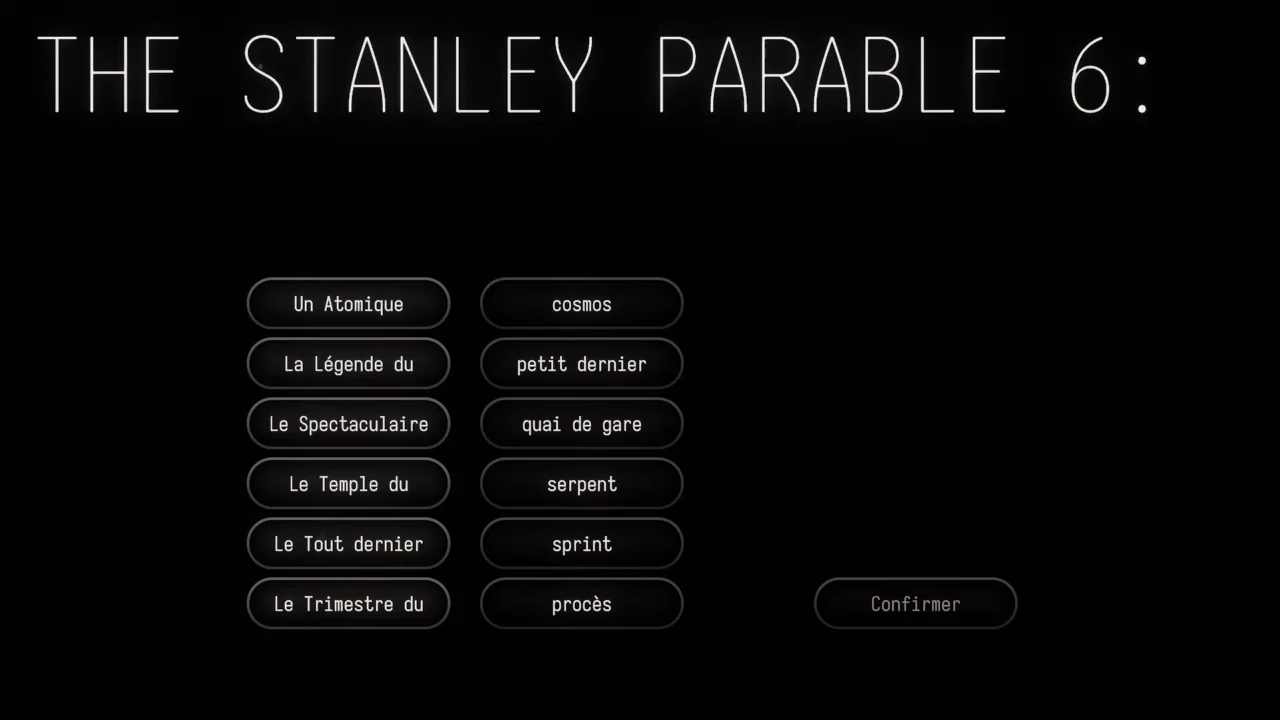 THE STANLEY PARABLE 6:
Un Atomique
La Légende du
Le Spectaculaire
Le Temple du
Le Tout dernier
Le Trimestre du
cosmos
petit dernier
quai de gare
serpent
sprint
procès
Confirmer